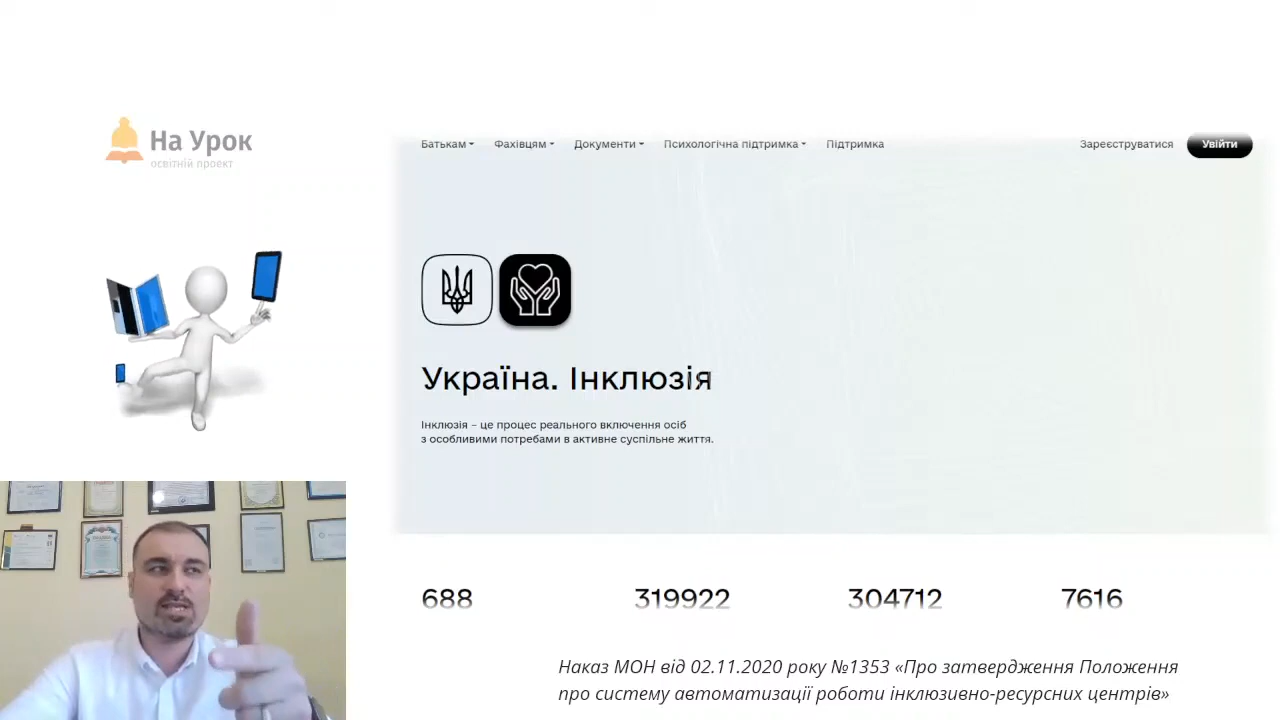 На Урок
освітній проект
Батькам
Фахівцям
Документи
Психологічна підтримка
Підтримка
Зареєструватися
Увійти
Україна. Інклюзія
Інклюзія – це процес реального включення осіб
з особливими потребами в активне суспільне життя.
688
319922
304712
7616
Наказ МОН від 02.11.2020 року №1353 «Про затвердження Положення
про систему автоматизації роботи інклюзивно-ресурсних центрів»